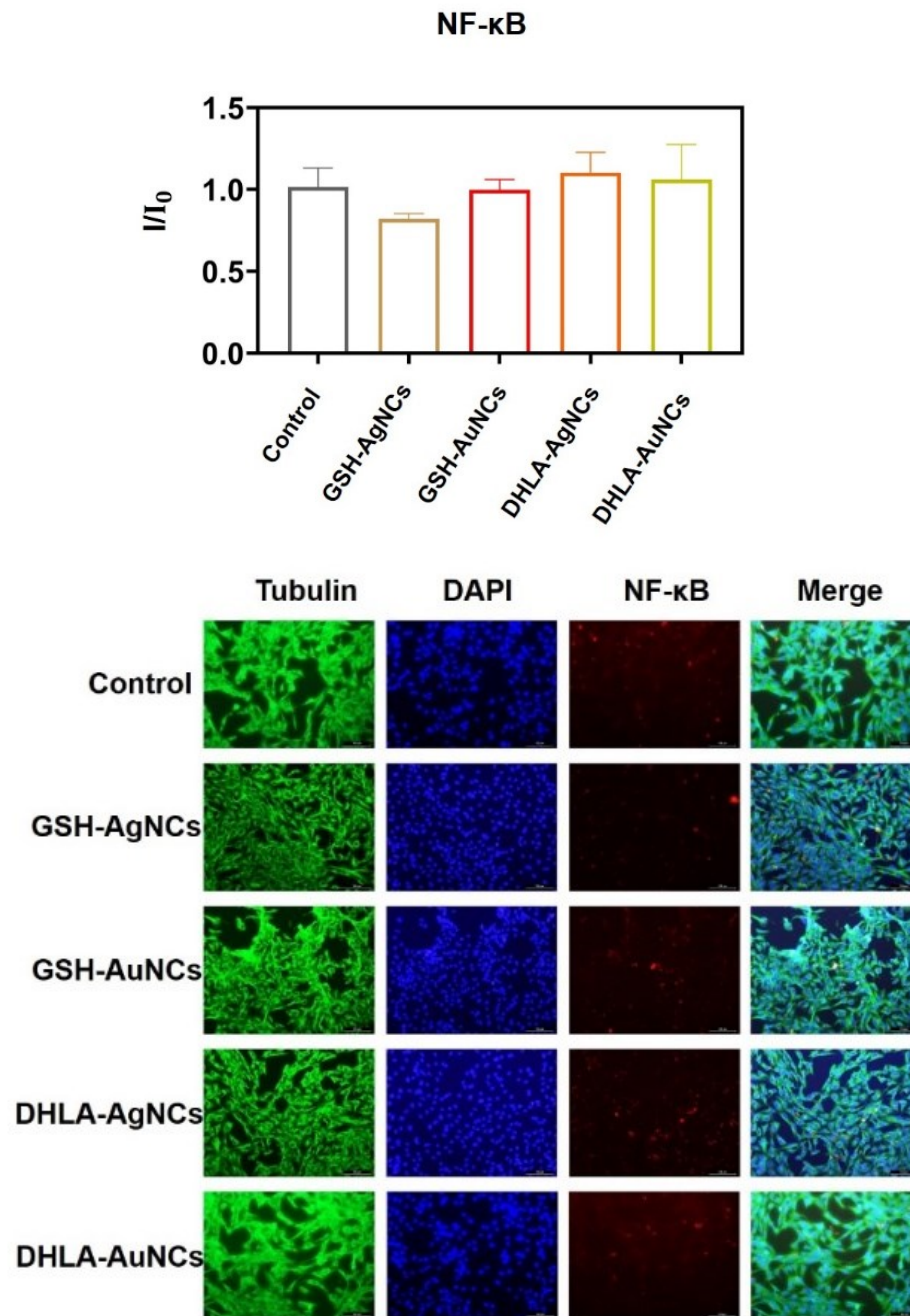 NF-κB
1.5
1.0
0.5
0.0
I/I₀
Control
GSH-AgNCs
GSH-AuNCs
DHLA-AgNCs
DHLA-AuNCs
Tubulin DAPI NF-κB Merge
Control
GSH-AgNCs
GSH-AuNCs
DHLA-AgNCs
DHLA-AuNCs